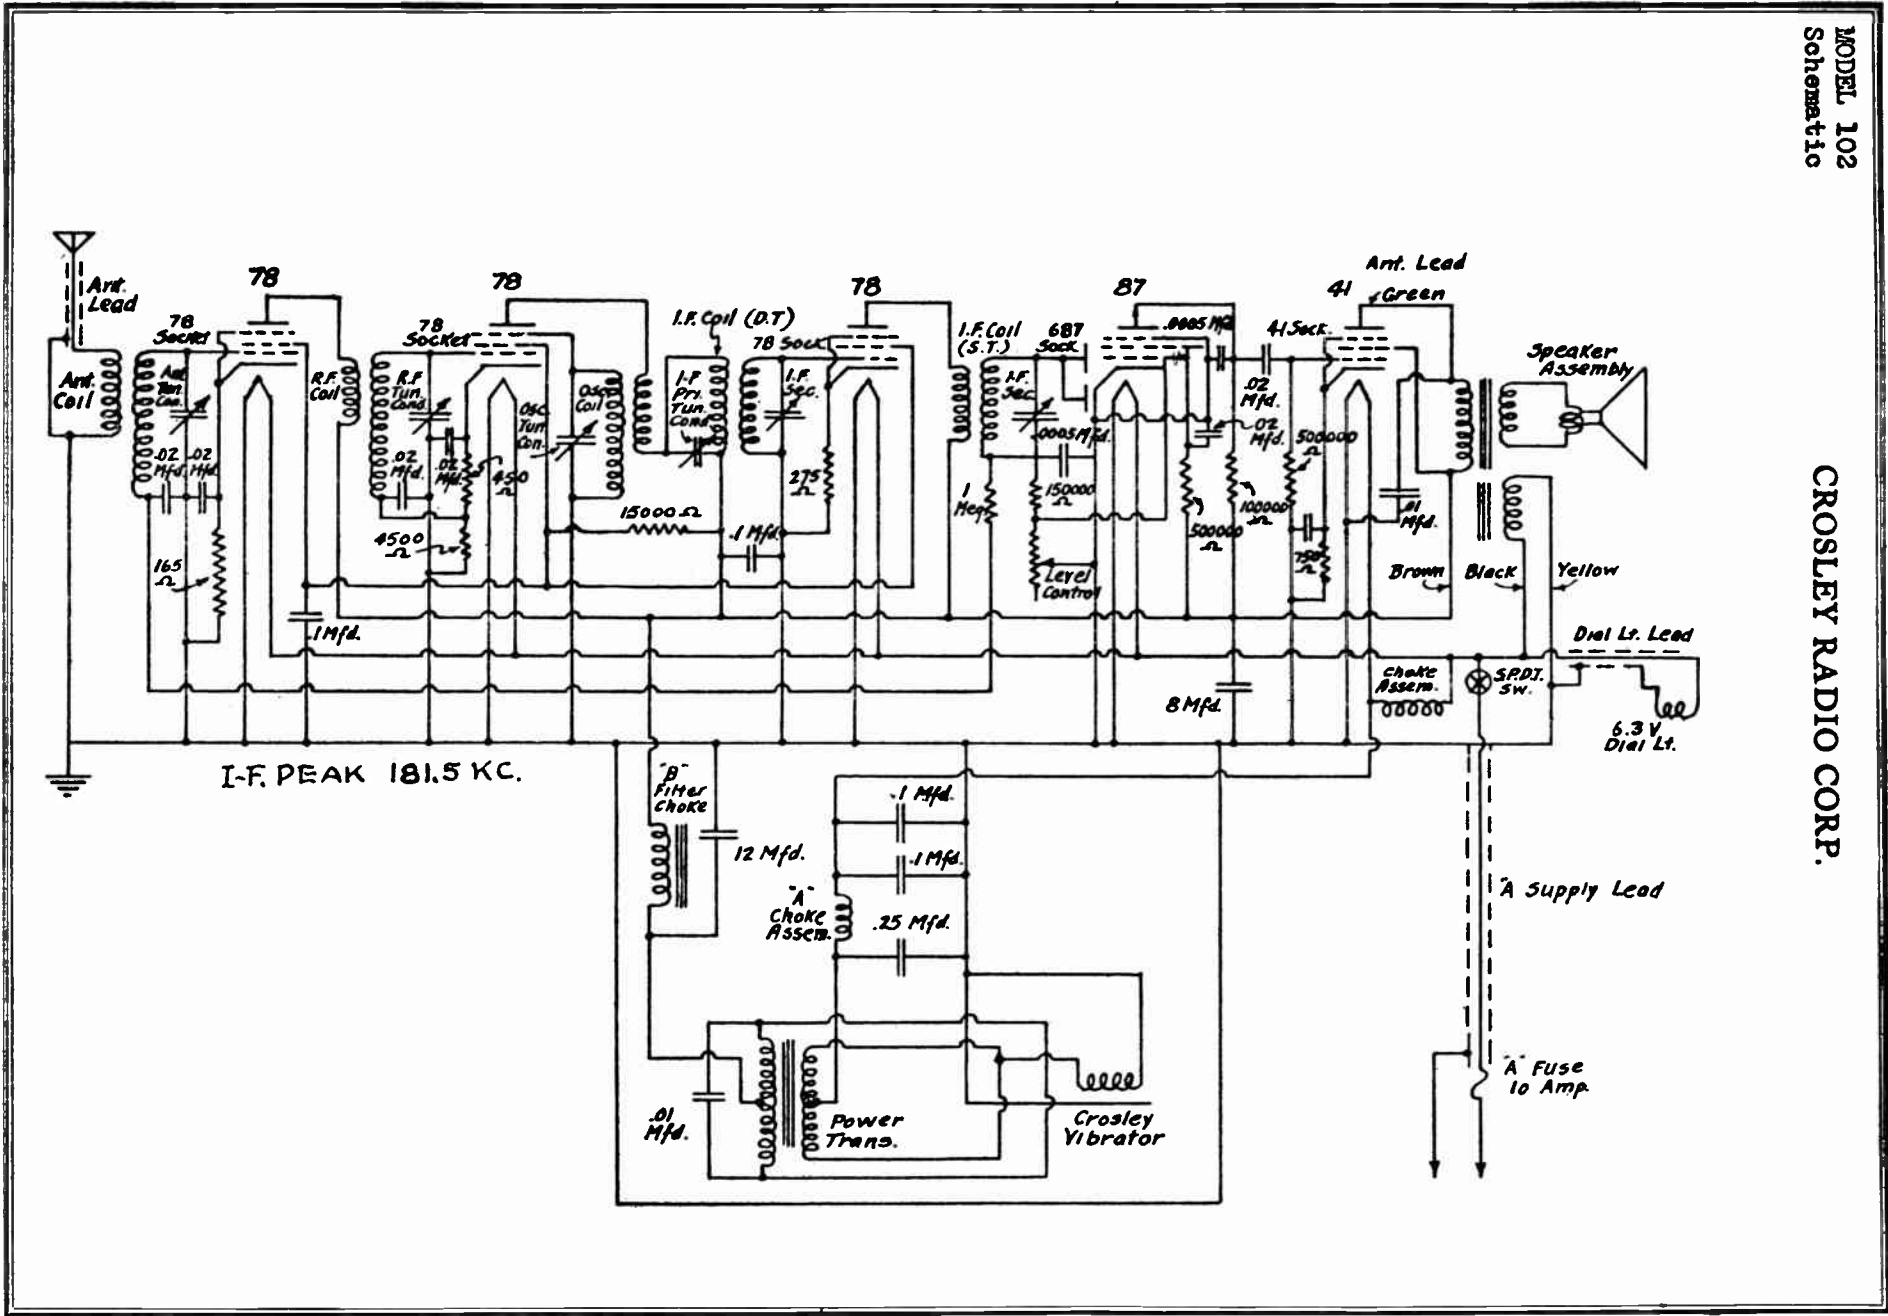 MODEL 102
Schematic
CROSLEY RADIO CORP.
Ant.
Lead
Ant.
Coil
78
78
Socket
Ant.
Tun.
Con.
.02
Mfd.
.02
Mfd.
165
Ω
.1 Mfd.
R.F.
Coil
78
78
Socket
R.F.
Tun.
Cond.
.02
Mfd.
.02
Mfd.
450
Ω
4500
Ω
Osc.
Tun.
Con.
Osc.
Coil
15000 Ω
I.F. Coil (D.T)
I-F
Pri.
Tun.
Cond.
.1 Mfd.
78
78 Sock.
I.F.
Sec.
275
Ω
I.F. Coil
(S.T.)
I-F.
Sec.
1
Meg.
87
6B7
Sock.
.0005 Mfd.
.0005 Mfd.
150000
Ω
Level
Control
.02
Mfd.
500000
Ω
100000
Ω
.02
Mfd.
8 Mfd.
41
41 Sock.
500000
Ω
750
Ω
Ant. Lead
Green
.01
Mfd.
Speaker
Assembly
Brown
Black
Yellow
Dial Lt. Lead
Choke
Assem.
S.P.D.T.
Sw.
6.3 V
Dial Lt.
I-F. PEAK 181.5 KC.
"B"
Filter
Choke
12 Mfd.
.1 Mfd.
.1 Mfd.
"A"
Choke
Assem.
.25 Mfd.
"A" Supply Lead
"A" Fuse
10 Amp.
.01
Mfd.
Power
Trans.
Crosley
Vibrator